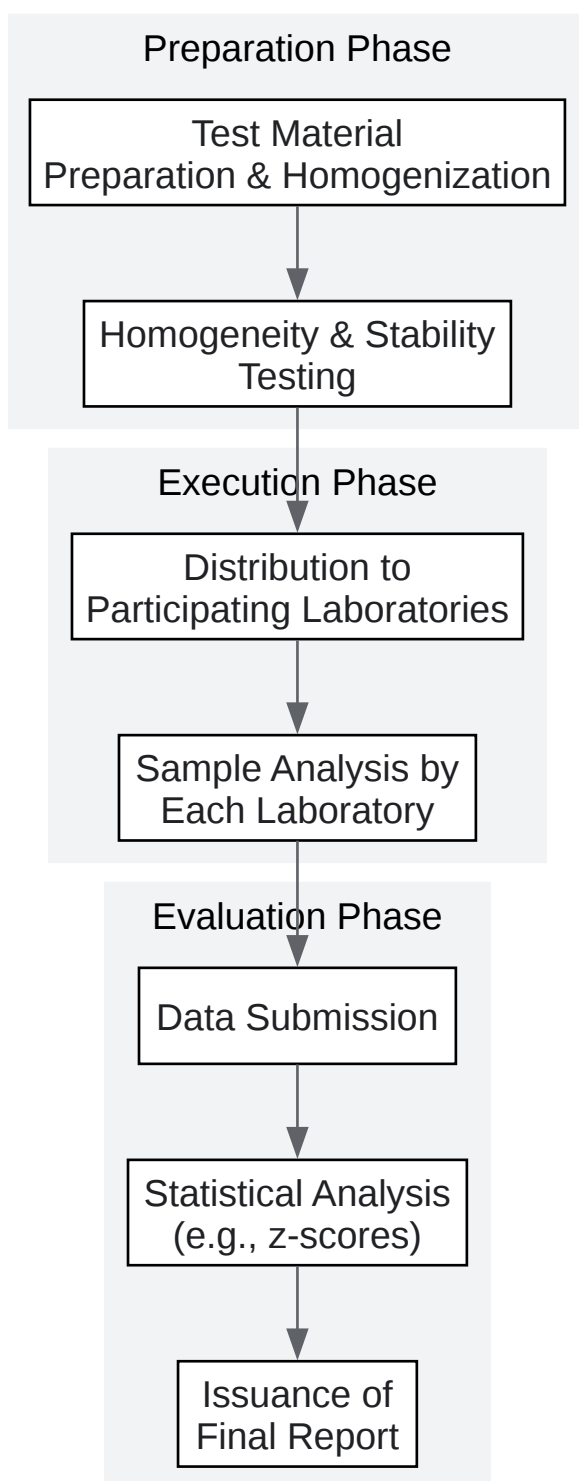 Preparation Phase
Test Material
Preparation & Homogenization
Homogeneity & Stability
Testing
Execution Phase
Distribution to
Participating Laboratories
Sample Analysis by
Each Laboratory
Evaluation Phase
Data Submission
Statistical Analysis
(e.g., z-scores)
Issuance of
Final Report